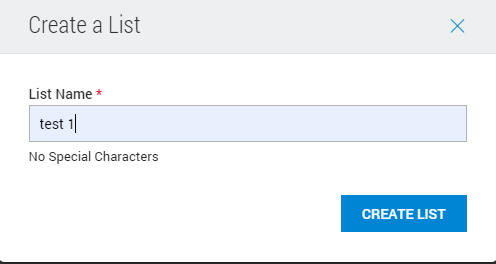 Create a List
List Name *
test 1
No Special Characters
CREATE LIST